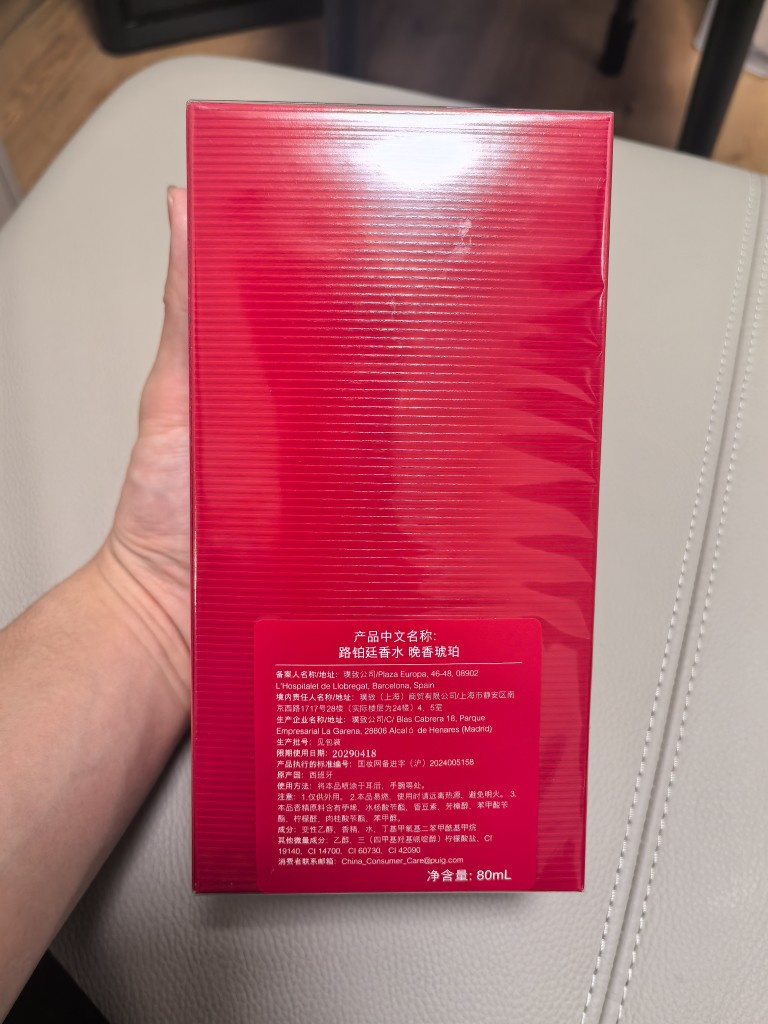 产品中文名称:
路铂廷香水 晚香琥珀
备案人名称/地址: 璞致公司/Plaza Europa, 46-48, 08902
L'Hospitalet de Llobregat, Barcelona, Spain
境内责任人名称/地址: 璞致（上海）商贸有限公司/上海市静安区南
京西路1717号28楼（实际楼层为24楼）4、5室
生产企业名称/地址: 璞致公司/C/ Blas Cabrera 18, Parque
Empresarial La Garena, 28806 Alcaló de Henares (Madrid)
生产批号: 见包装
限期使用日期: 20290418
产品执行的标准编号: 国妆网备进字（沪）2024005158
原产国: 西班牙
使用方法: 将本品喷涂于耳后、手腕等处。
注意: 1.仅供外用。 2.本品易燃，使用时请远离热源，避免明火。 3.
本品香精原料含有苧烯、水杨酸苄酯、香豆素、芳樟醇、苯甲酸苄
酯、柠檬醛、肉桂酸苄酯、苯甲醇。
成分: 变性乙醇、香精、水、丁基甲氧基二苯甲酰基甲烷
其他微量成分: 乙醇、三（四甲基羟基哌啶醇）柠檬酸盐、CI
19140、CI 14700、CI 60730、CI 42090
消费者联系邮箱: China_Consumer_Care@puig.com
净含量: 80mL